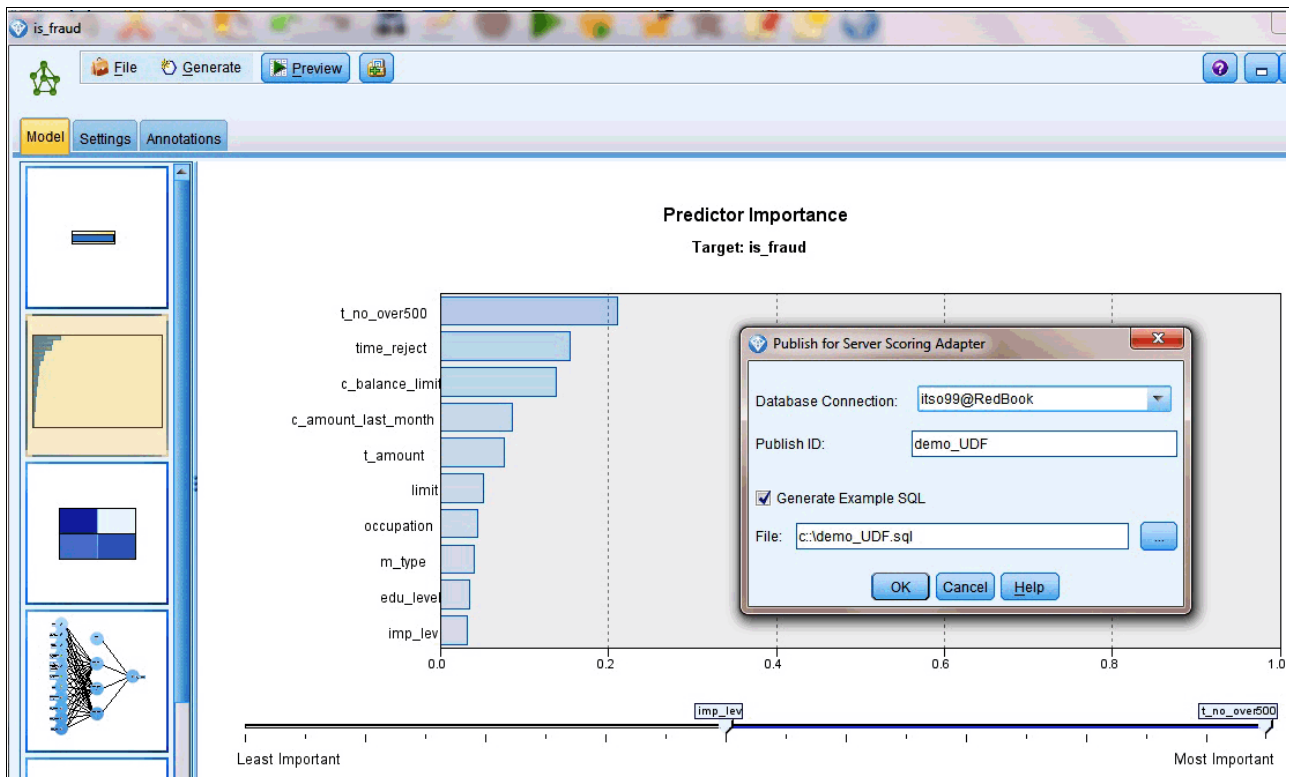 is_fraud
File Generate Preview
Model Settings Annotations
Predictor Importance
Target: is_fraud
t_no_over500
time_reject
c_balance_limit
c_amount_last_month
t_amount
limit
occupation
m_type
edu_level
imp_lev
0.0 0.2 0.4 0.6 0.8 1.0
Publish for Server Scoring Adapter
Database Connection: itso99@RedBook
Publish ID: demo_UDF
Generate Example SQL
File: c:\demo_UDF.sql ...
OK Cancel Help
imp_lev t_no_over500
Least Important Most Important